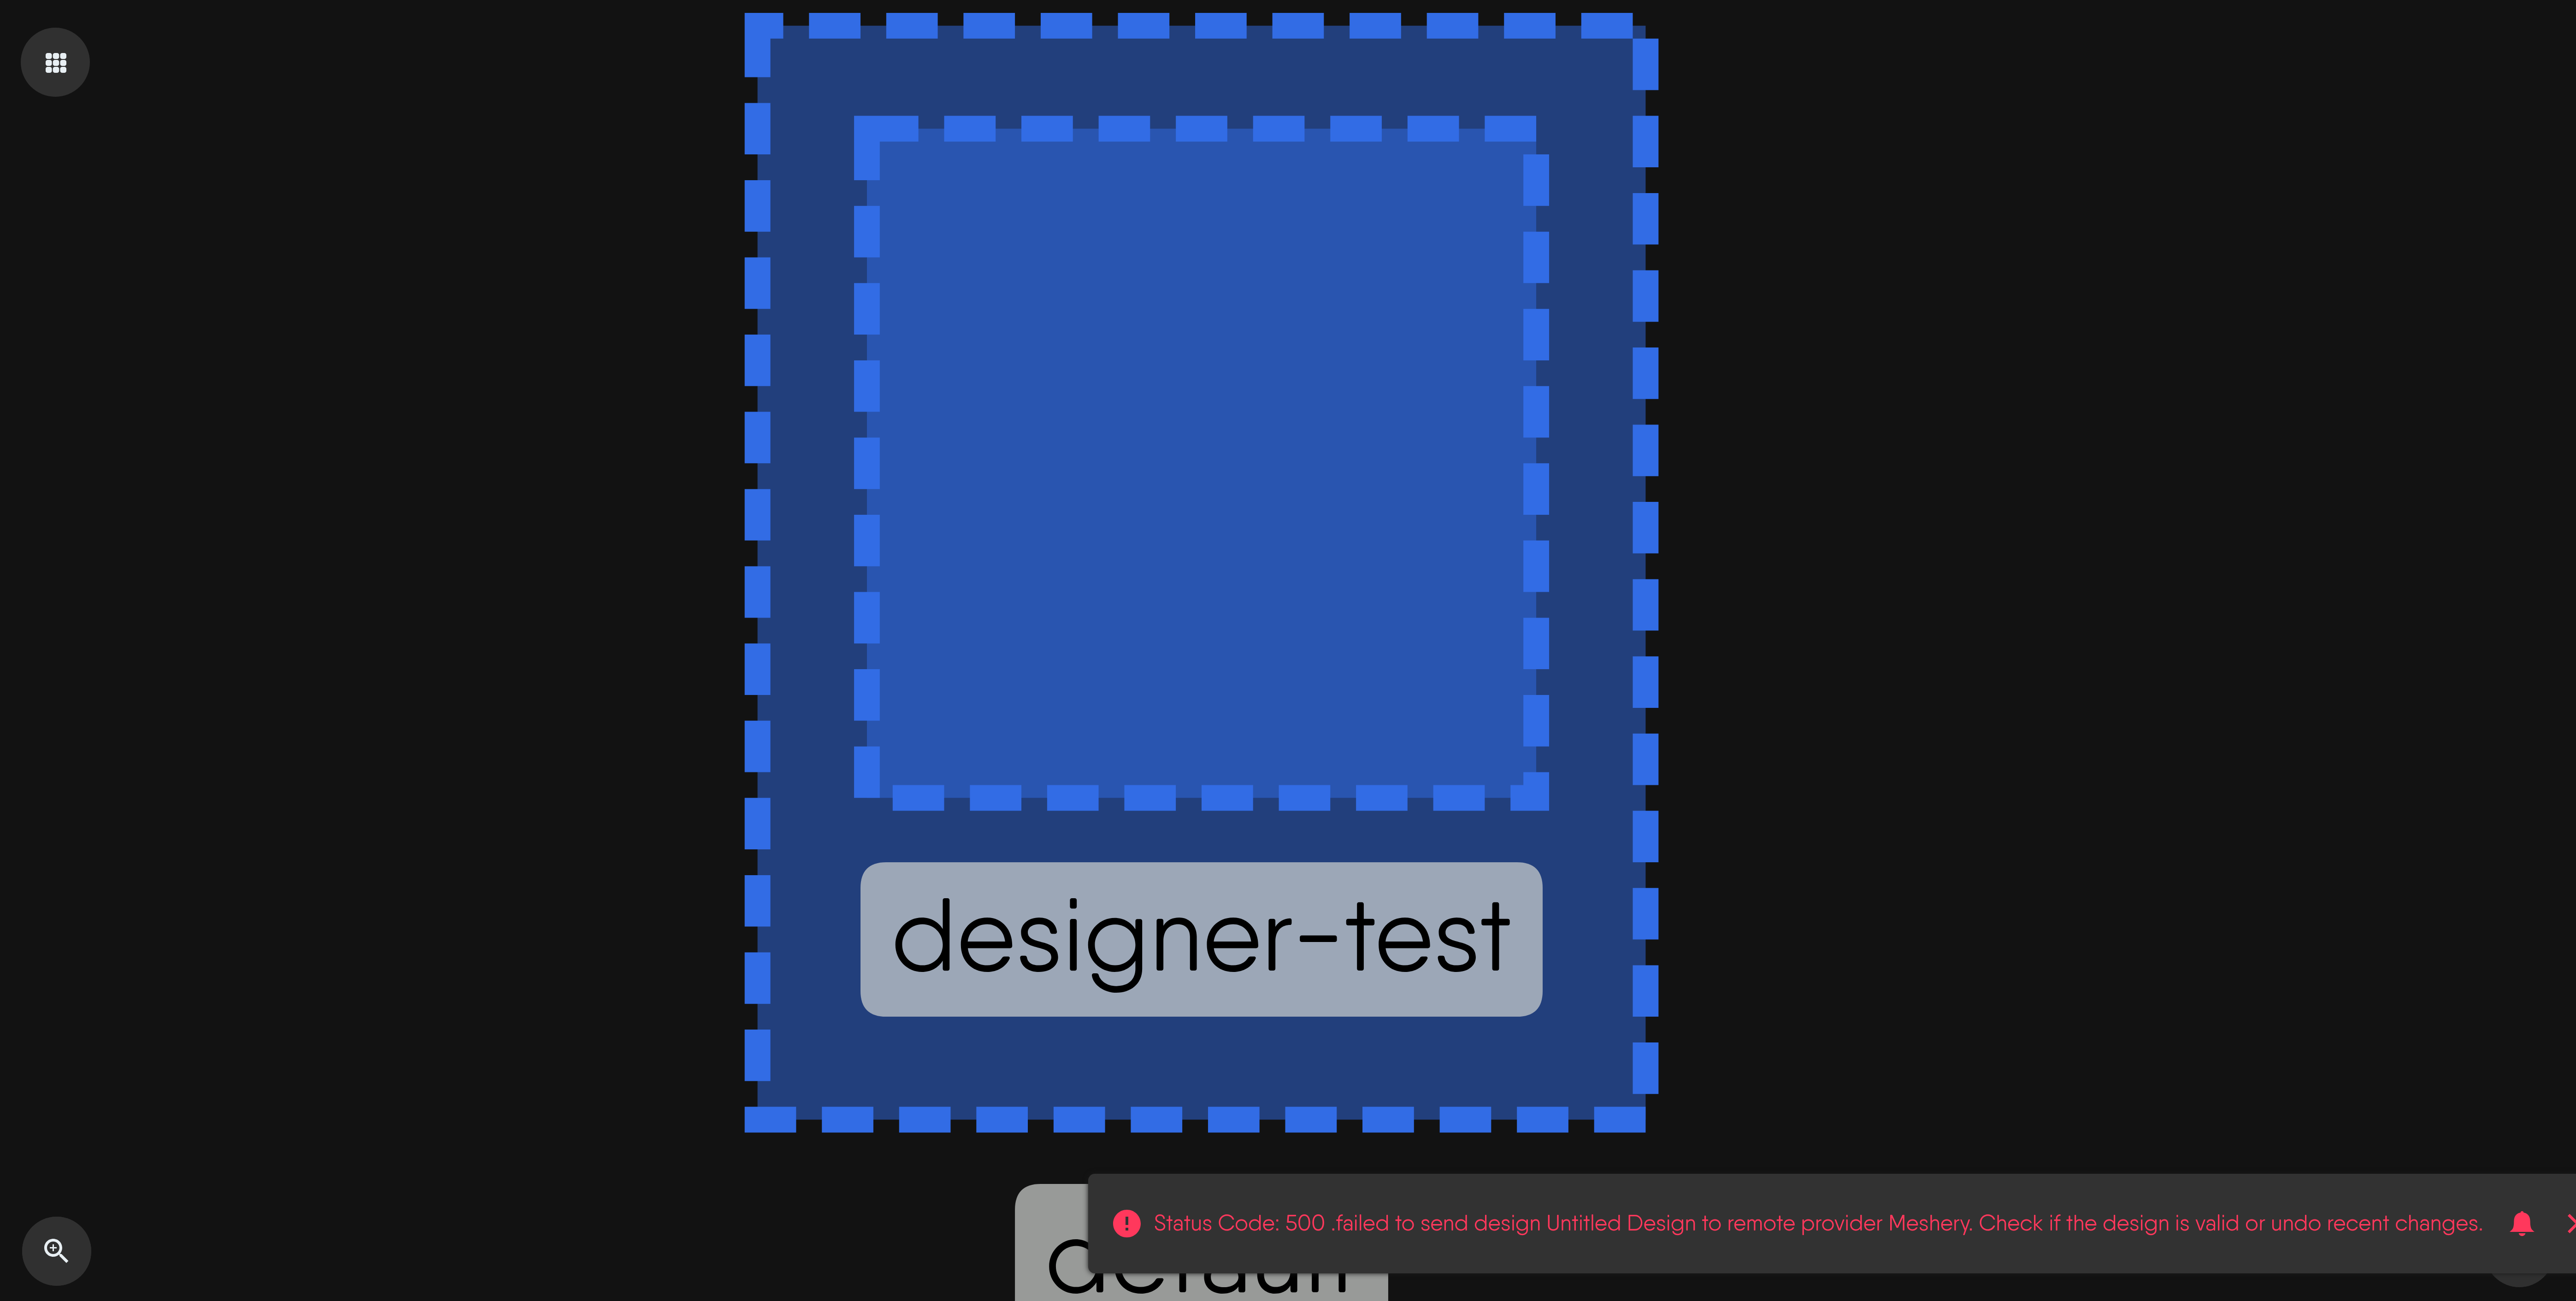 designer-test
Status Code: 500 .failed to send design Untitled Design to remote provider Meshery. Check if the design is valid or undo recent changes.